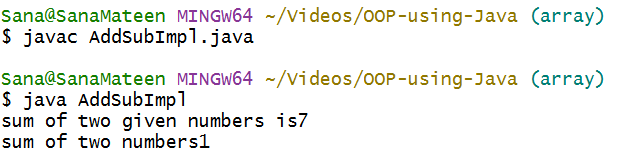 Sana@SanaMateen MINGW64 ~/Videos/OOP-using-Java (array)
$ javac AddSubImpl.java
Sana@SanaMateen MINGW64 ~/Videos/OOP-using-Java (array)
$ java AddSubImpl
sum of two given numbers is7
sum of two numbers1